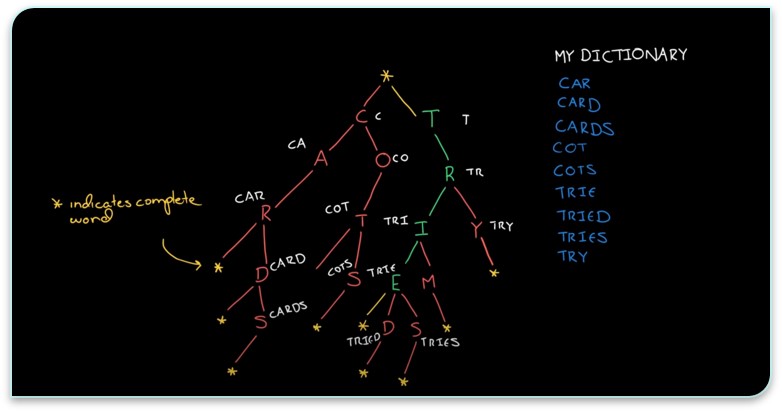 MY DICTIONARY
CAR
CARD
CARDS
COT
COTS
TRIE
TRIED
TRIES
TRY
*
C C
T T
CA
A
O CO
R TR
* indicates complete
word
CAR
R
COT
T
TRI
I
Y TRY
*
D CARD
COTS
S
TRIE
E
M
*
*
S CARDS
*
*
D
S
*
TRIED
TRIES
*
*
*